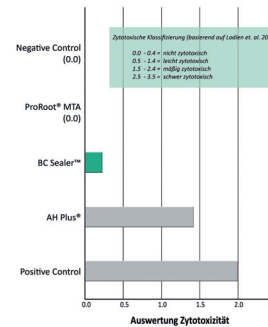 Zytotoxische Klassifizierung (basierend auf Lodien et. al. 20
0.0 - 0.4 = nicht zytotoxisch
0.5 - 1.4 = leicht zytotoxisch
1.5 - 2.4 = mäßig zytotoxisch
2.5 - 3.5 = schwer zytotoxisch
Negative Control
(0.0)
ProRoot® MTA
(0.0)
BC Sealer™
AH Plus®
Positive Control
0.0 0.5 1.0 1.5 2.0
Auswertung Zytotoxizität